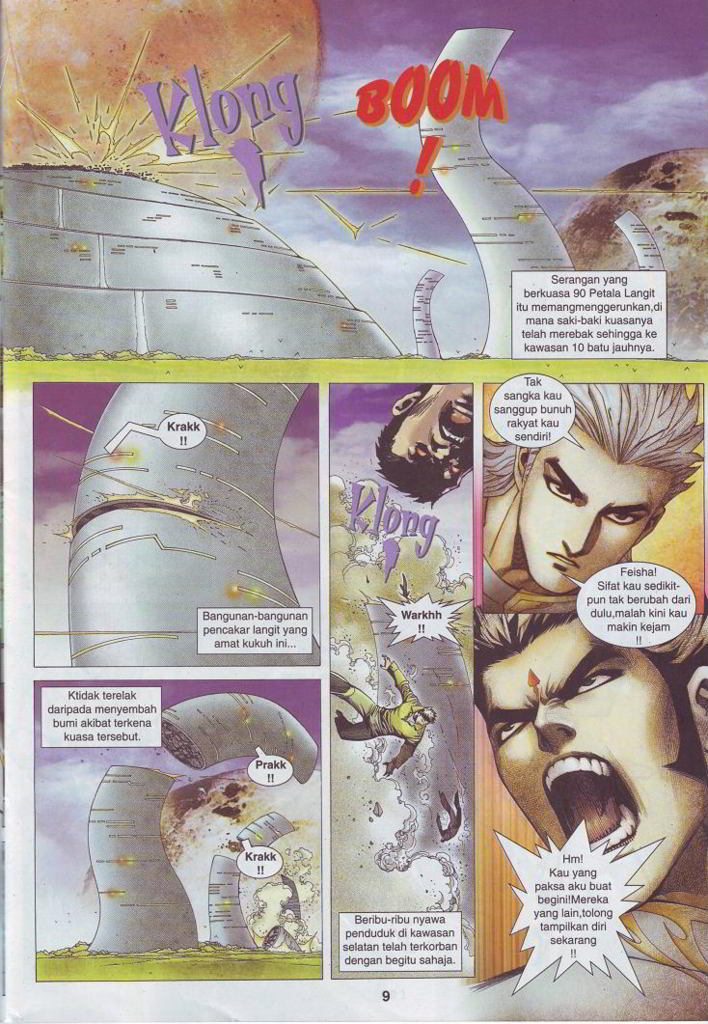 Klong
!
BOOM
!
Serangan yang
berkuasa 90 Petala Langit
itu memangmenggerunkan,di
mana saki-baki kuasanya
telah merebak sehingga ke
kawasan 10 batu jauhnya.
Krakk
!!
Bangunan-bangunan
pencakar langit yang
amat kukuh ini...
Ktidak terelak
daripada menyembah
bumi akibat terkena
kuasa tersebut.
Prakk
!!
Krakk
!!
Klong
!
Warkhh
!!
Beribu-ribu nyawa
penduduk di kawasan
selatan telah terkorban
dengan begitu sahaja.
Tak
sangka kau
sanggup bunuh
rakyat kau
sendiri!
Feisha!
Sifat kau sedikit-
pun tak berubah dari
dulu,malah kini kau
makin kejam
!!
Hm!
Kau yang
paksa aku buat
begini!Mereka
yang lain,tolong
tampilkan diri
sekarang
!!
9